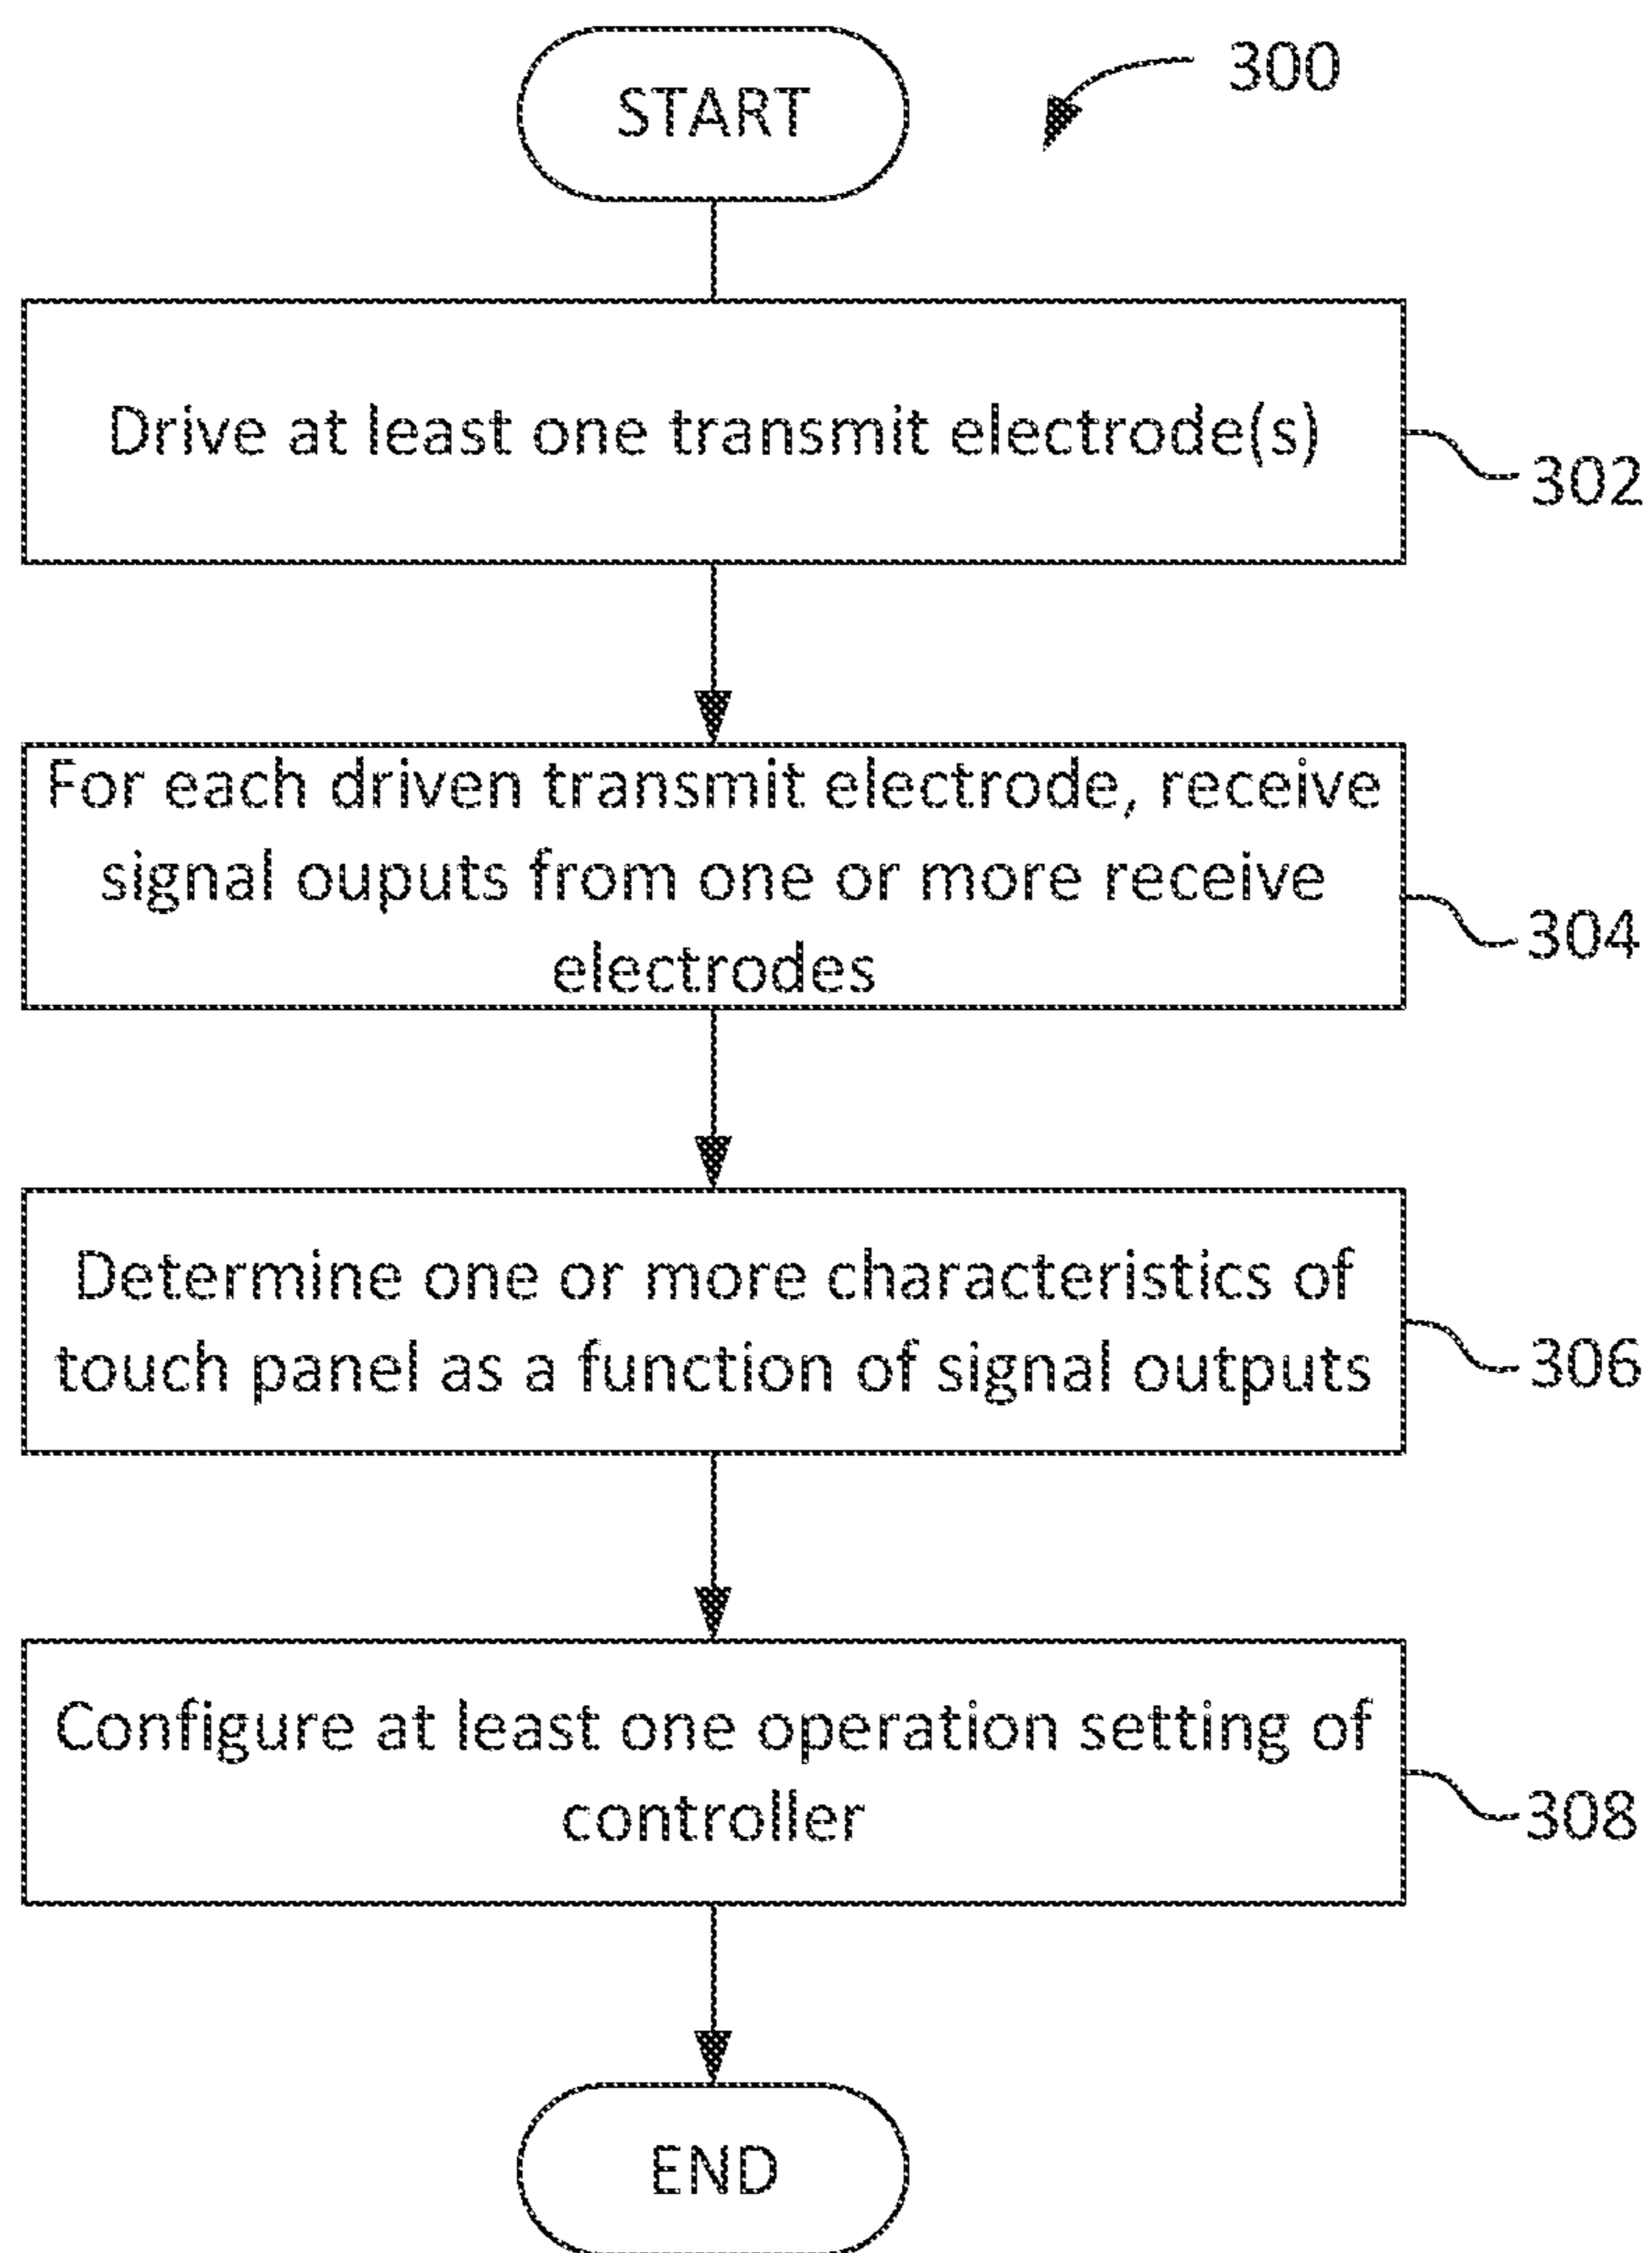 START
300
Drive at least one transmit electrode(s)
302
For each driven transmit electrode, receive
signal ouputs from one or more receive
electrodes
304
Determine one or more characteristics of
touch panel as a function of signal outputs
306
Configure at least one operation setting of
controller
308
END